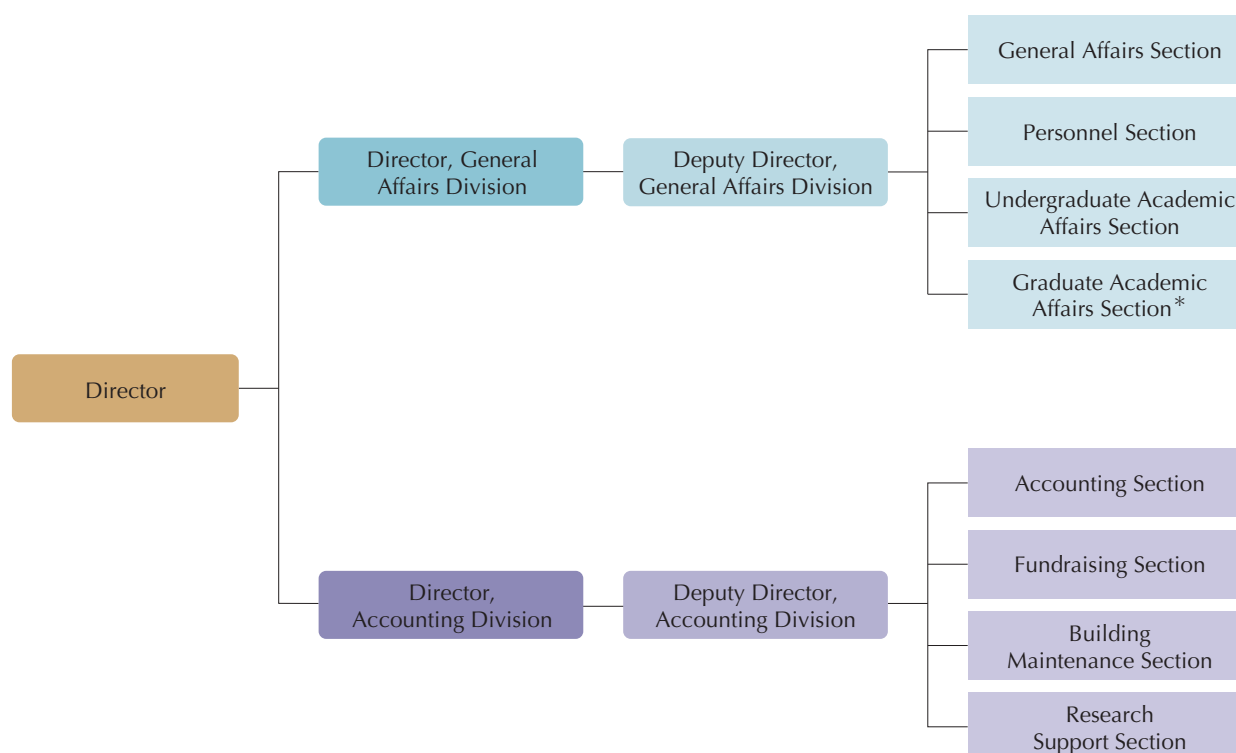 Director
Director, General
Affairs Division
Deputy Director,
General Affairs Division
General Affairs Section
Personnel Section
Undergraduate Academic
Affairs Section
Graduate Academic
Affairs Section*
Director,
Accounting Division
Deputy Director,
Accounting Division
Accounting Section
Fundraising Section
Building
Maintenance Section
Research
Support Section